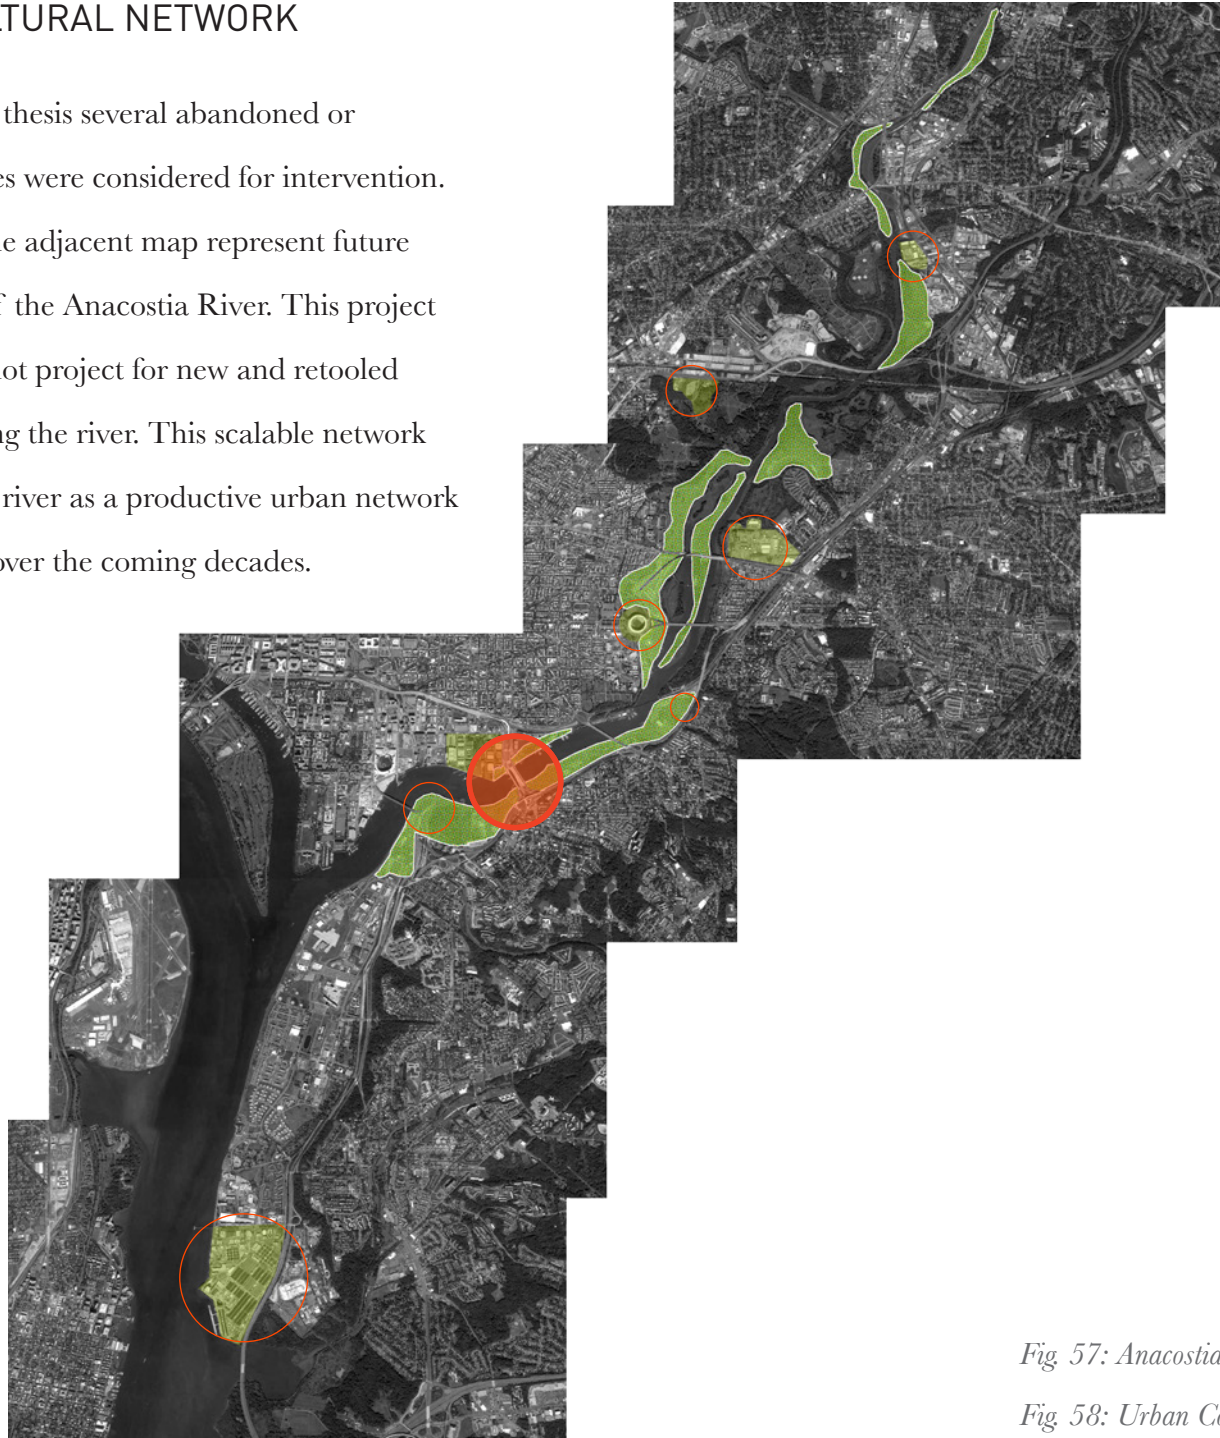 TURAL NETWORK
thesis several abandoned or
es were considered for intervention.
e adjacent map represent future
f the Anacostia River. This project
ot project for new and retooled
ng the river. This scalable network
river as a productive urban network
over the coming decades.
Fig. 57: Anacostia
Fig. 58: Urban Co